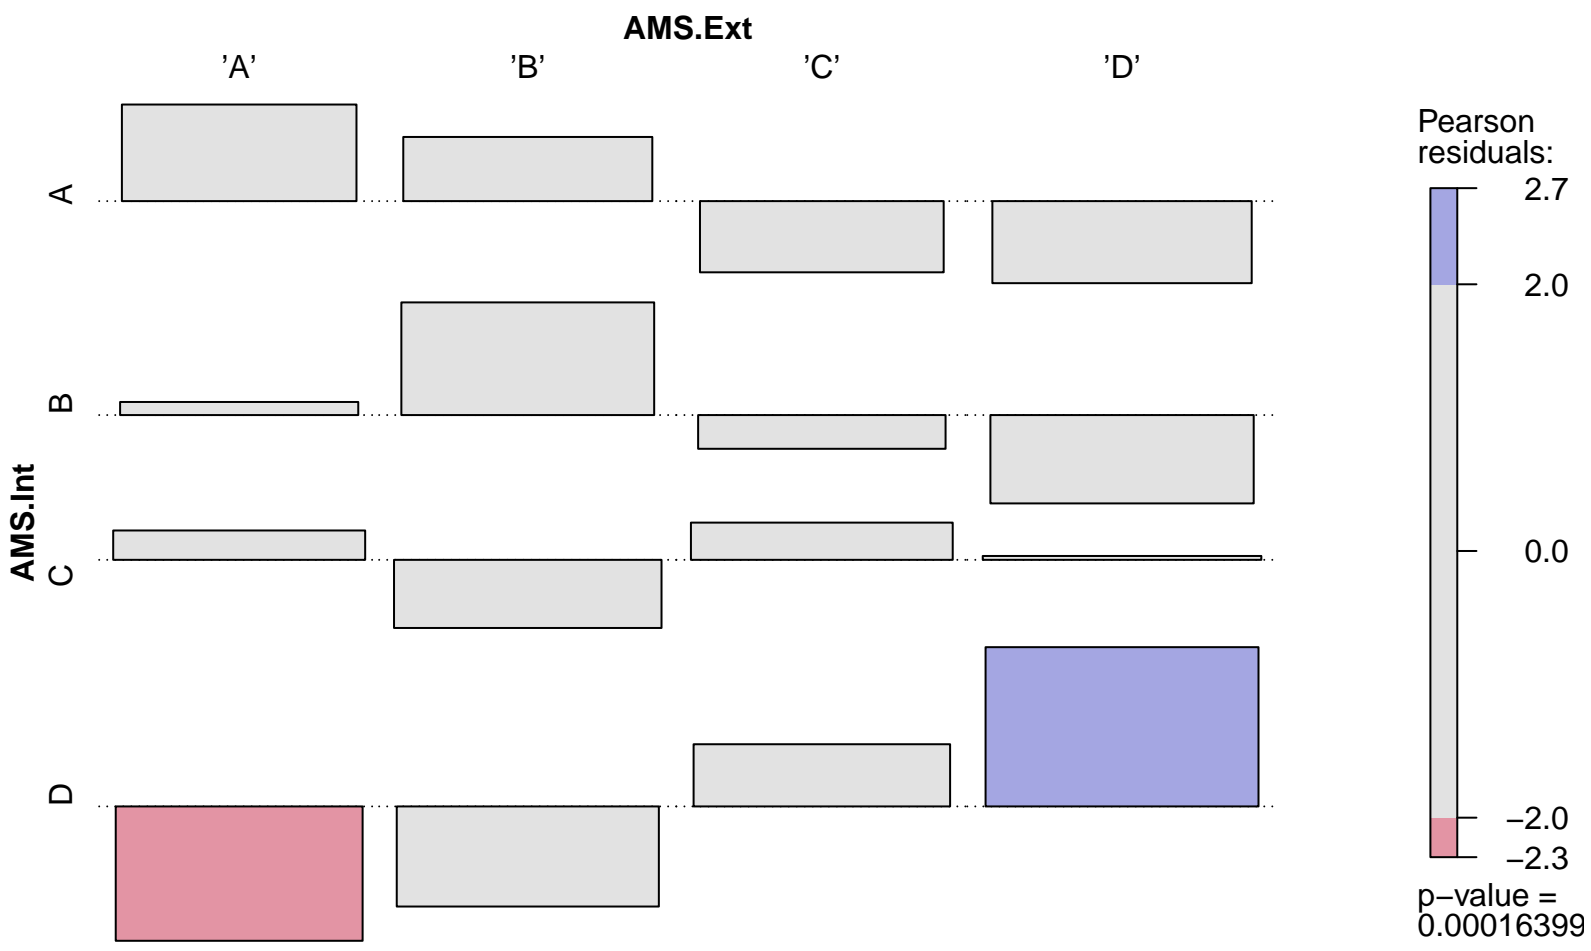 AMS.Ext
’A’ ’B’ ’C’ ’D’
AMS.Int
A
B
C
D
Pearson
residuals:
2.7
2.0
0.0
−2.0
−2.3
p−value =
0.00016399